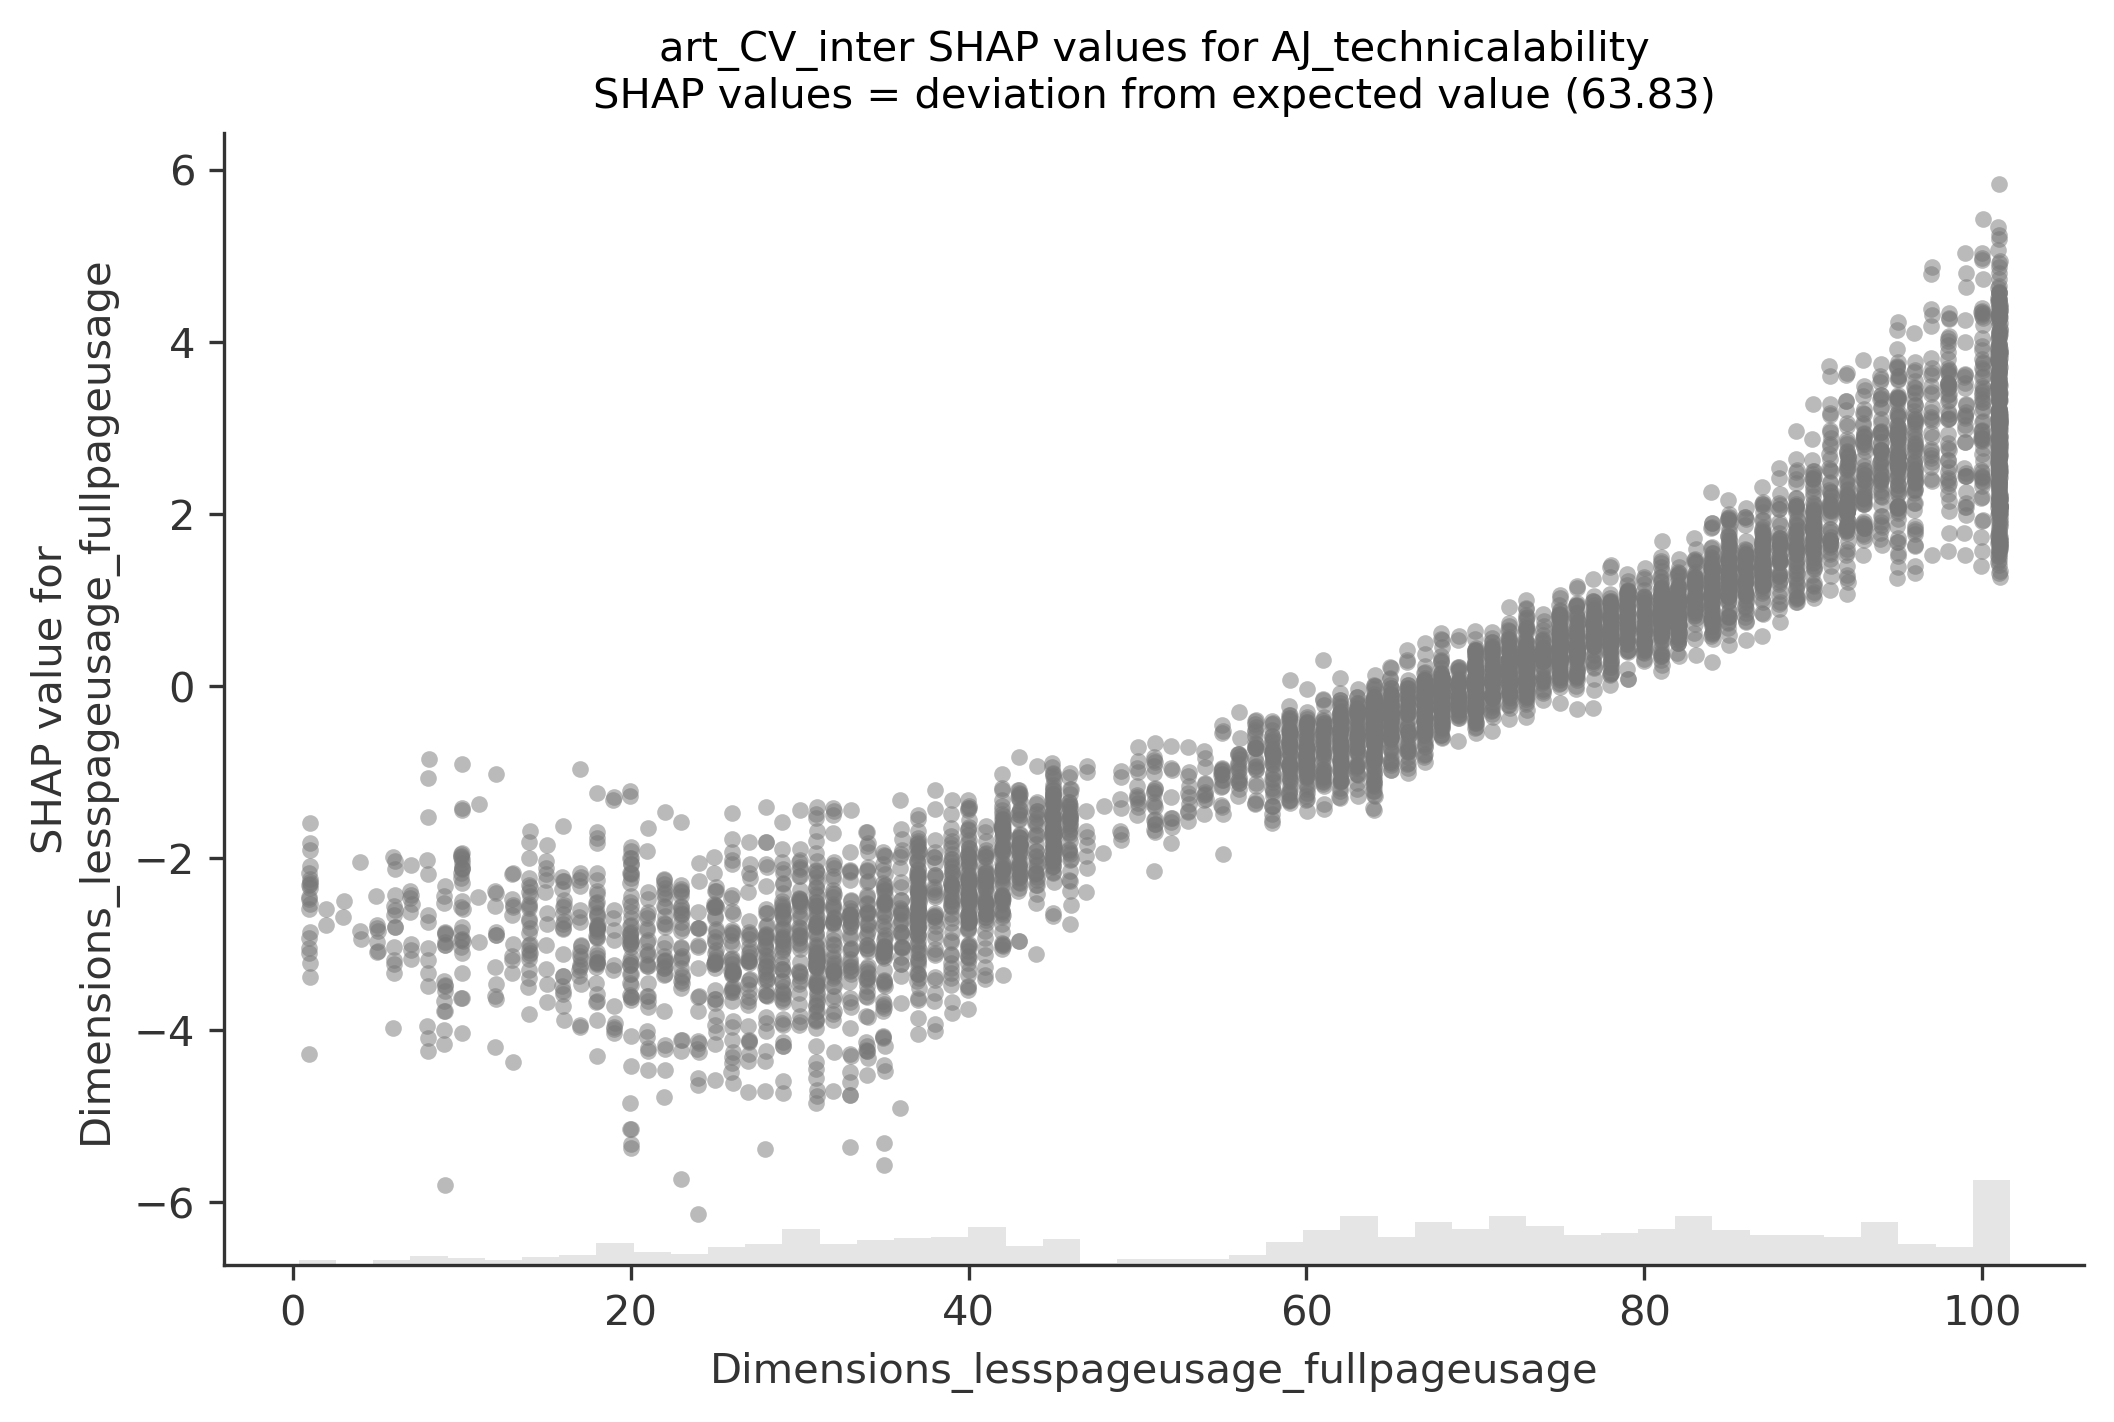 art_CV_inter SHAP values for AJ_technicalability
SHAP values = deviation from expected value (63.83)
SHAP value for
Dimensions_lesspageusage_fullpageusage
6
4
2
0
−2
−4
−6
0
20
40
60
80
100
Dimensions_lesspageusage_fullpageusage